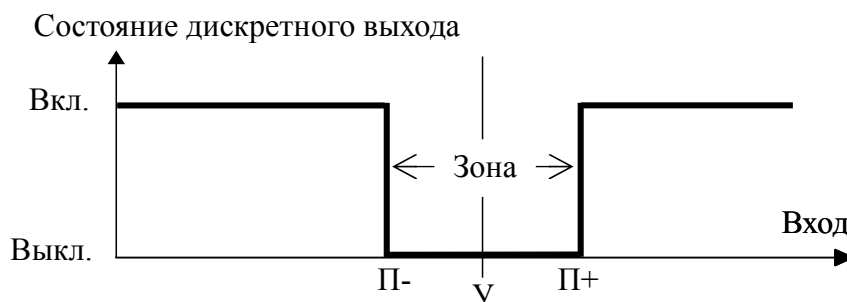 Состояние дискретного выхода
Вкл.
Зона
Вход
Выкл.
П-
П+
V